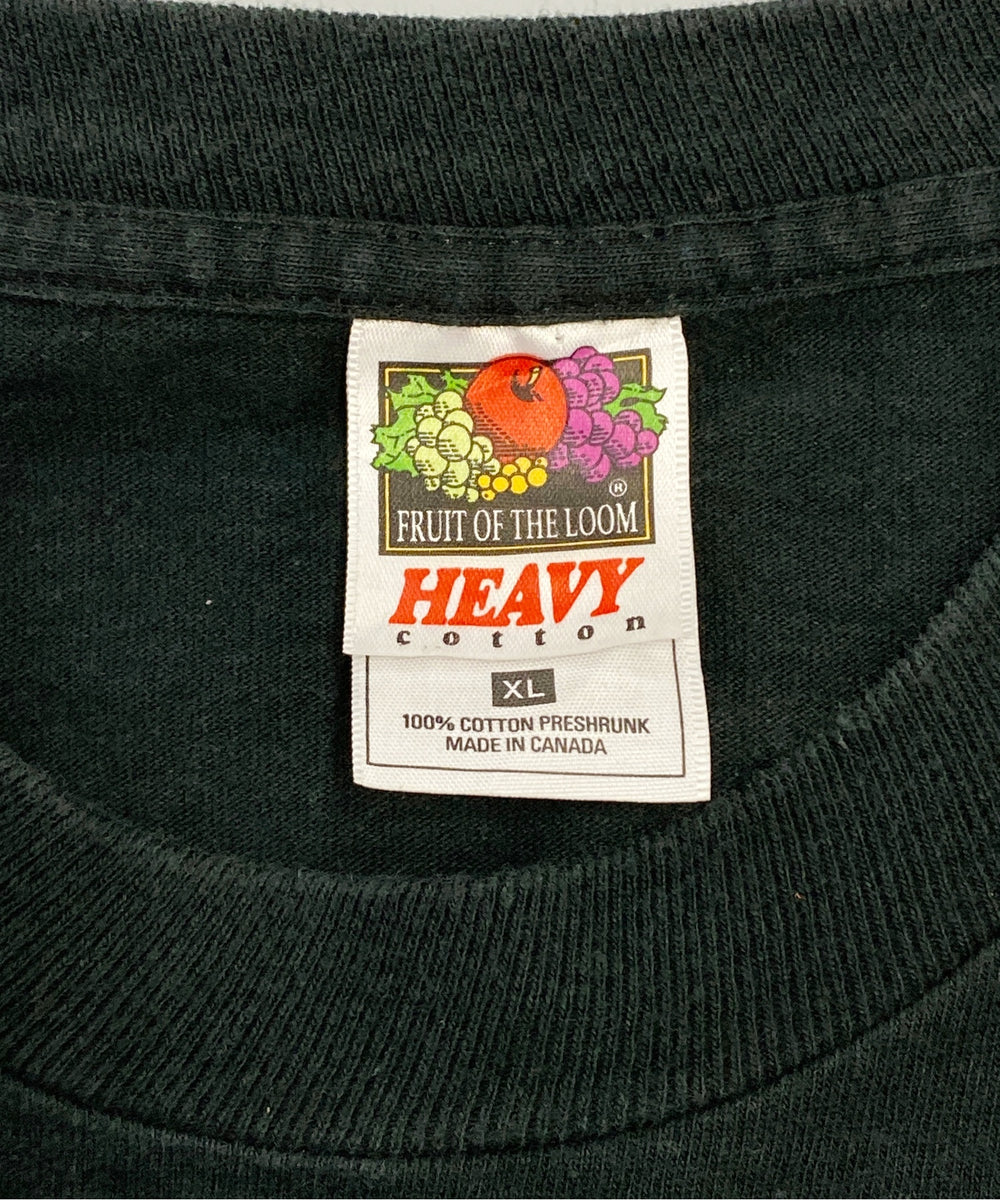 ®
FRUIT OF THE LOOM
HEAVY
cotton
XL
100% COTTON PRESHRUNK
MADE IN CANADA